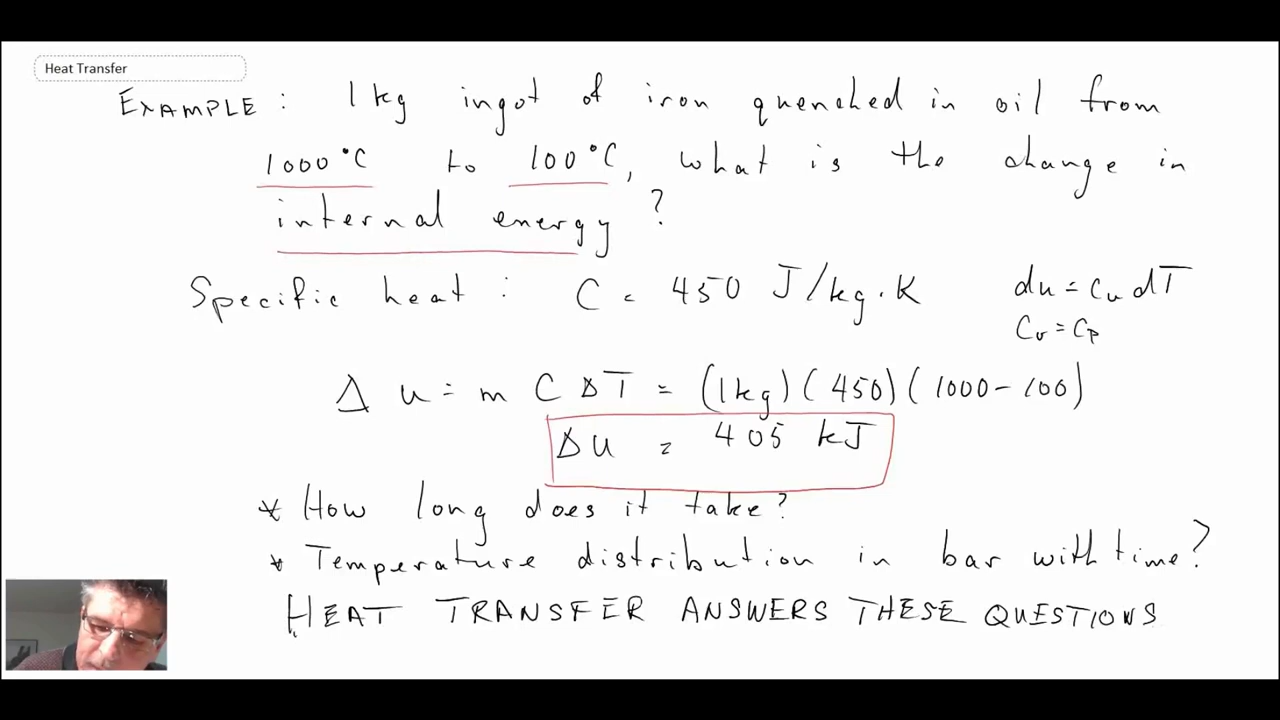 Heat Transfer
EXAMPLE: 1kg ingot of iron quenched in oil from
1000°C to 100°C, what is the change in
internal energy?
Specific heat: C = 450 J/kg·K
du = cv dT
Cv = Cp
Δu = m C ΔT = (1kg)(450)(1000-100)
Δu = 405 kJ
* How long does it take?
* Temperature distribution in bar with time?
HEAT TRANSFER ANSWERS THESE QUESTIONS